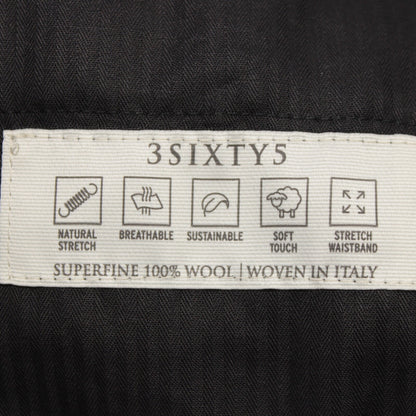 3SIXTY5
NATURAL STRETCH
BREATHABLE
SUSTAINABLE
SOFT TOUCH
STRETCH WAISTBAND
SUPERFINE 100% WOOL | WOVEN IN ITALY